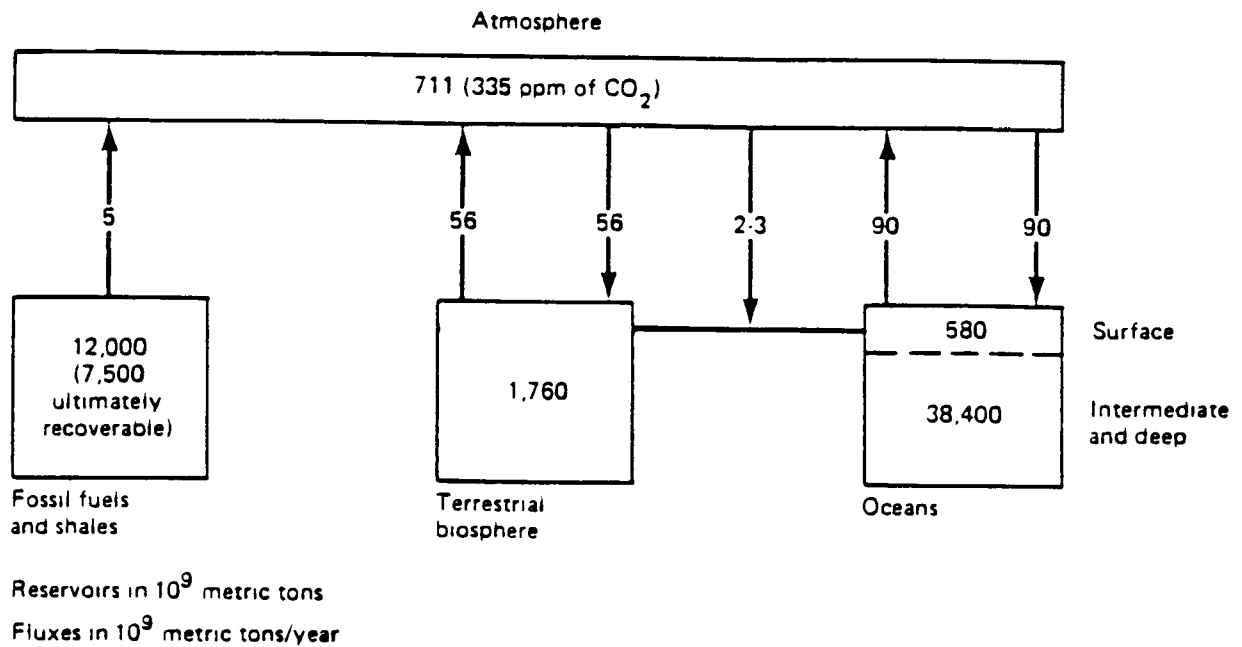 Atmosphere
711 (335 ppm of CO2)
5
56
56
2-3
90
90
12,000
(7,500
ultimately
recoverable)
1,760
580
38,400
Surface
Intermediate
and deep
Fossil fuels
and shales
Terrestrial
biosphere
Oceans
Reservoirs in 10^9 metric tons
Fluxes in 10^9 metric tons/year